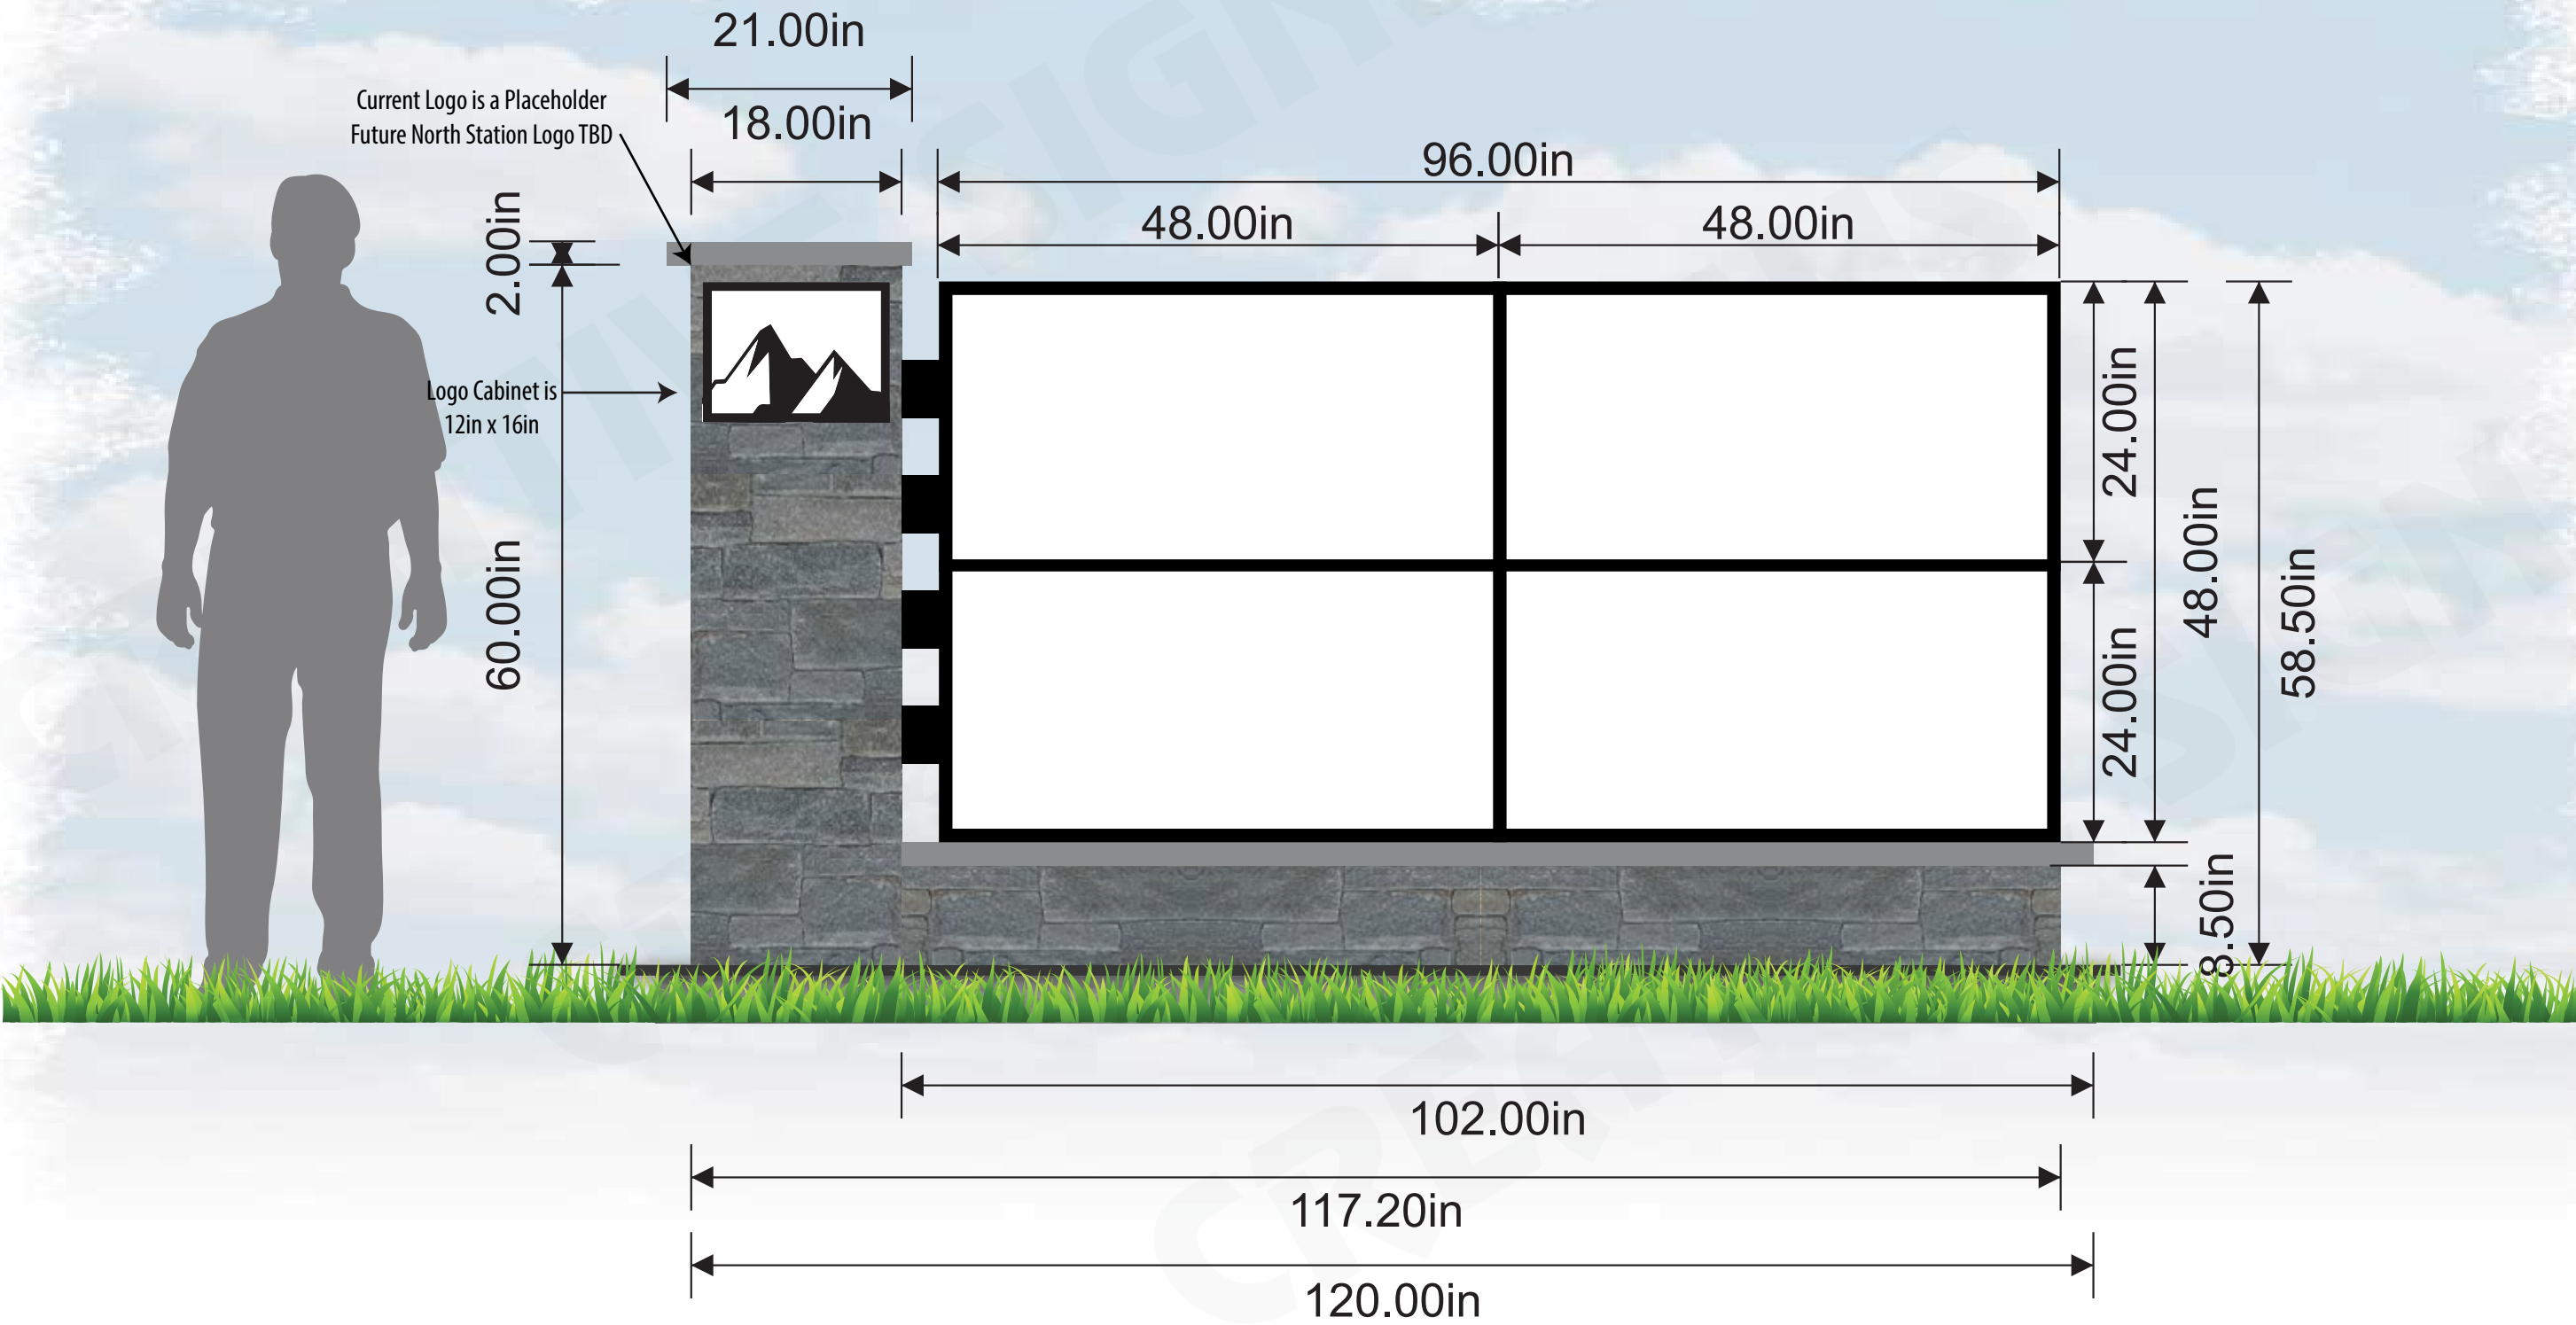 21.00in
Current Logo is a Placeholder
Future North Station Logo TBD
18.00in
96.00in
48.00in
48.00in
2.00in
Logo Cabinet is
12in x 16in
60.00in
24.00in
24.00in
48.00in
58.50in
8.50in
102.00in
117.20in
120.00in